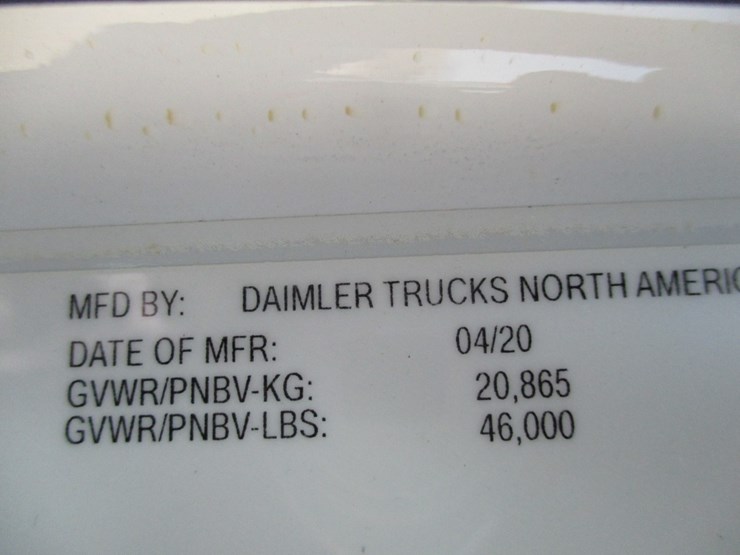 MFD BY: DAIMLER TRUCKS NORTH AMERIC
DATE OF MFR: 04/20
GVWR/PNBV-KG: 20,865
GVWR/PNBV-LBS: 46,000